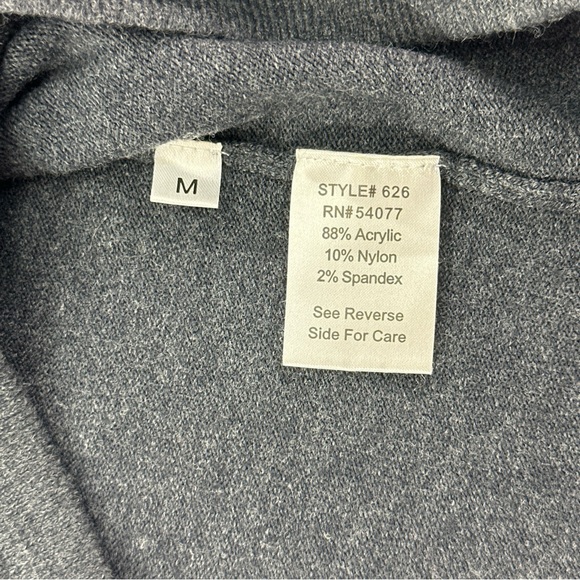 M
STYLE# 626
RN#54077
88% Acrylic
10% Nylon
2% Spandex
See Reverse
Side For Care